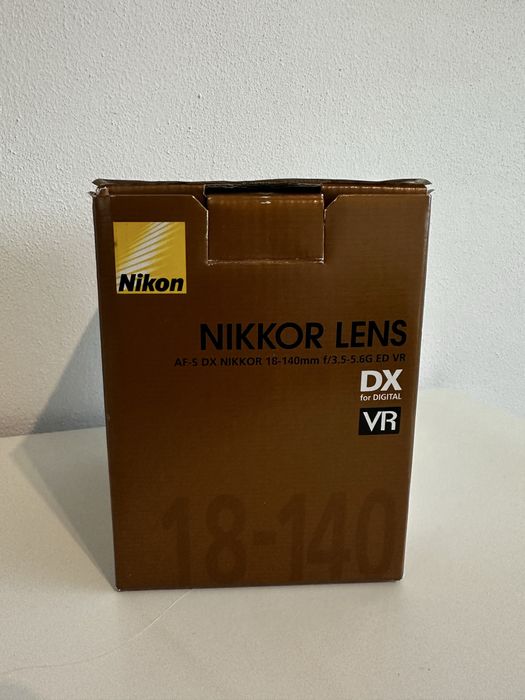 Nikon
NIKKOR LENS
AF-S DX NIKKOR 18-140mm f/3.5-5.6G ED VR
DX
for DIGITAL
VR
18-140